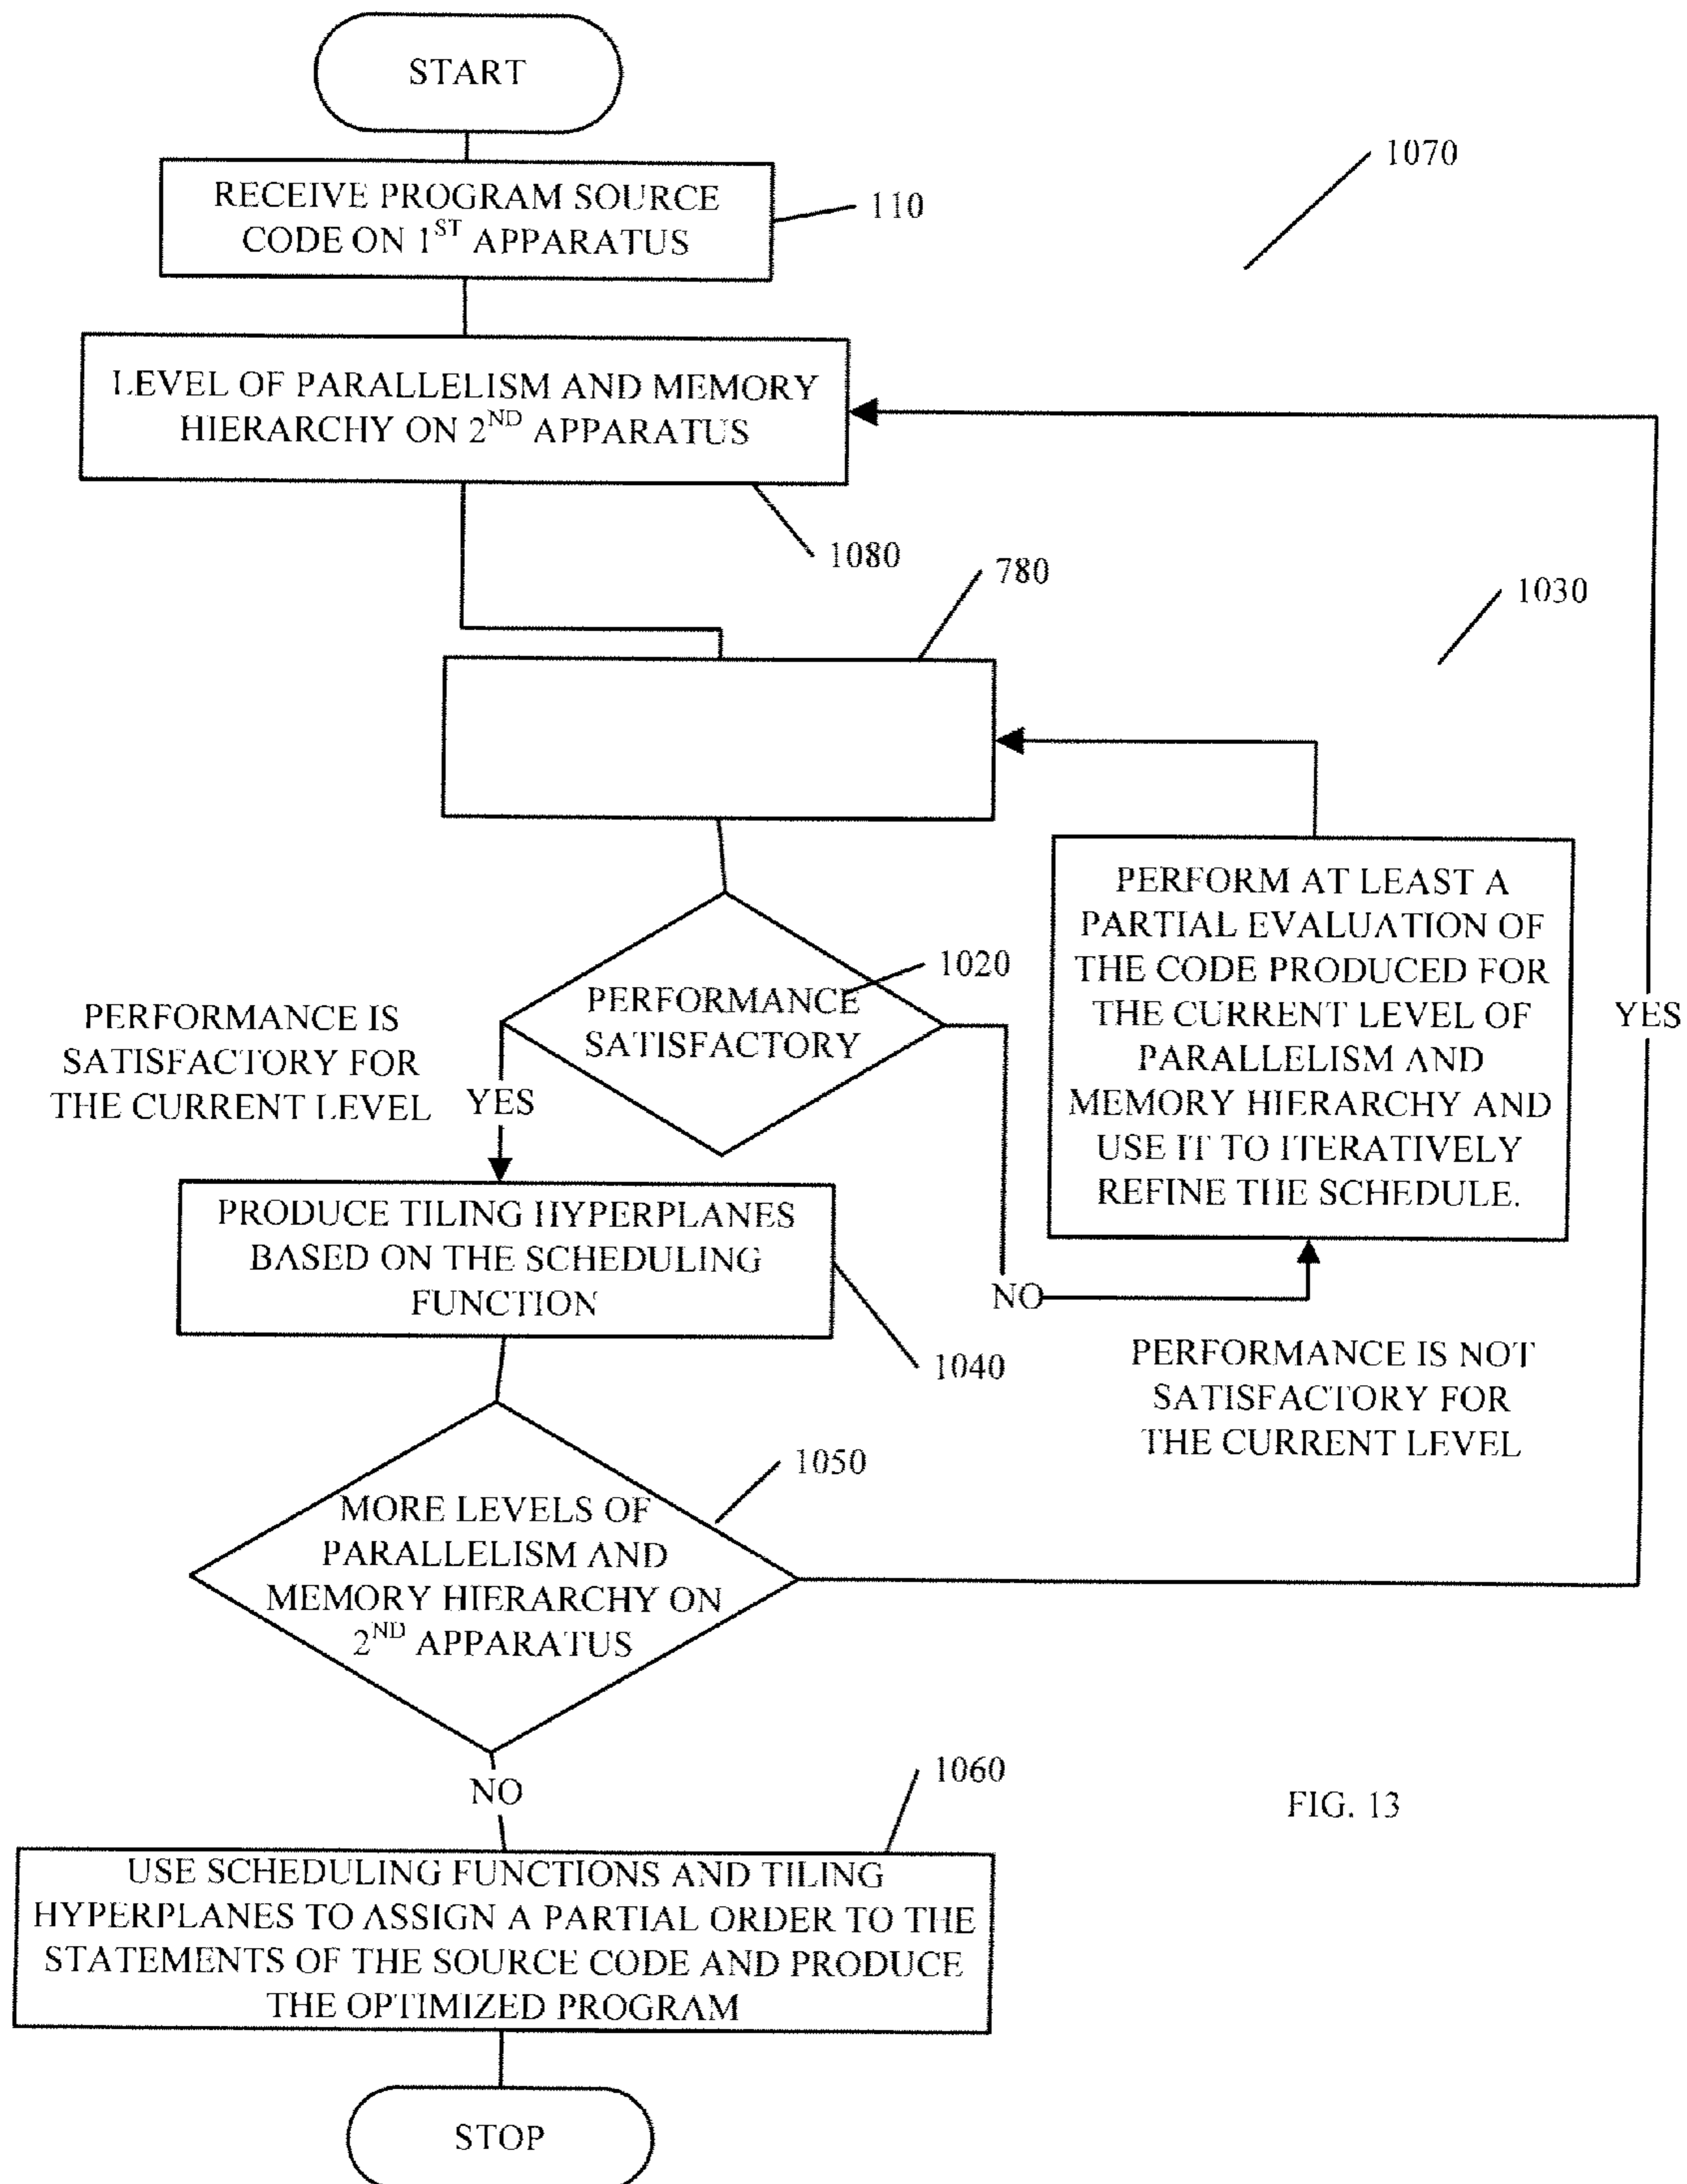 START
1070
RECEIVE PROGRAM SOURCE
CODE ON 1ST APPARATUS
110
LEVEL OF PARALLELISM AND MEMORY
HIERARCHY ON 2ND APPARATUS
1080
780
1030
PERFORM AT LEAST A
PARTIAL EVALUATION OF
THE CODE PRODUCED FOR
THE CURRENT LEVEL OF
PARALLELISM AND
MEMORY HIERARCHY AND
USE IT TO ITERATIVELY
REFINE THE SCHEDULE.
1020
PERFORMANCE
SATISFACTORY
PERFORMANCE IS
SATISFACTORY FOR
THE CURRENT LEVEL
YES
YES
PRODUCE TILING HYPERPLANES
BASED ON THE SCHEDULING
FUNCTION
NO
1040
PERFORMANCE IS NOT
SATISFACTORY FOR
THE CURRENT LEVEL
1050
MORE LEVELS OF
PARALLELISM AND
MEMORY HIERARCHY ON
2ND APPARATUS
NO
1060
FIG. 13
USE SCHEDULING FUNCTIONS AND TILING
HYPERPLANES TO ASSIGN A PARTIAL ORDER TO THE
STATEMENTS OF THE SOURCE CODE AND PRODUCE
THE OPTIMIZED PROGRAM
STOP